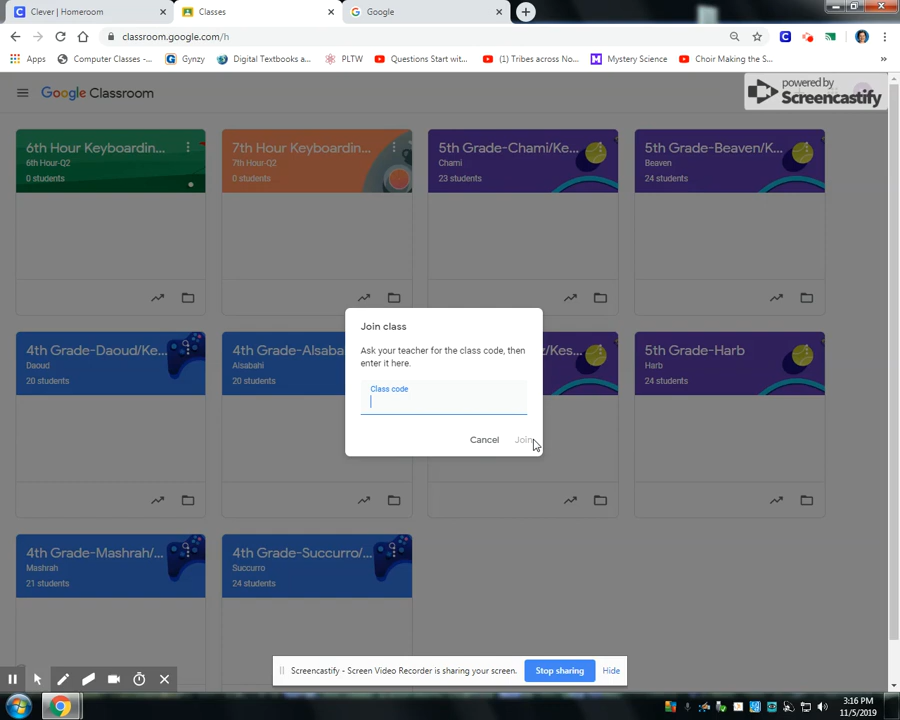 Clever | Homeroom
Classes
Google
classroom.google.com/h
Apps
Computer Classes -...
Gynzy
Digital Textbooks a...
PLTW
Questions Start wit...
(1) Tribes across No...
Mystery Science
Choir Making the S...
»
Google Classroom
powered by
Screencastify
6th Hour Keyboardin...
6th Hour-Q2
0 students
7th Hour Keyboardin...
7th Hour-Q2
0 students
5th Grade-Chami/Ke...
Chami
23 students
5th Grade-Beaven/K...
Beaven
24 students
4th Grade-Daoud/Ke...
Daoud
20 students
4th Grade-Alsaba
Alsabahi
20 students
z/Kes...
5th Grade-Harb
Harb
24 students
Join class
Ask your teacher for the class code, then
enter it here.
Class code
Cancel
Join
4th Grade-Mashrah/...
Mashrah
21 students
4th Grade-Succurro/...
Succurro
24 students
Screencastify - Screen Video Recorder is sharing your screen.
Stop sharing
Hide
3:16 PM
11/5/2019